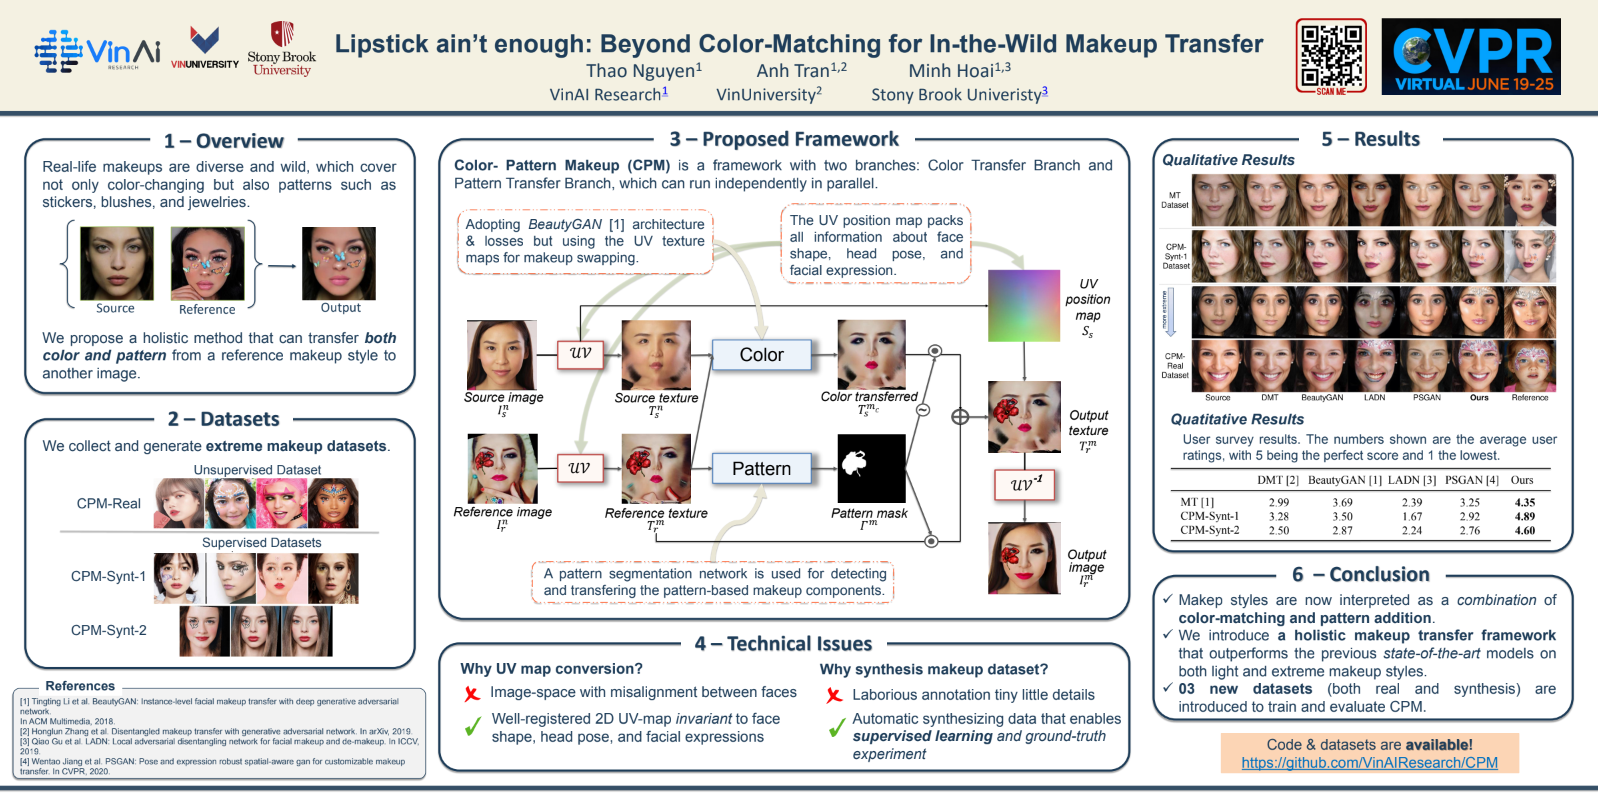 VinAi
RESEARCH
VINUNIVERSITY
Stony Brook
University
Lipstick ain't enough: Beyond Color-Matching for In-the-Wild Makeup Transfer
Thao Nguyen1 Anh Tran1,2 Minh Hoai1,3
VinAI Research1 VinUniversity2 Stony Brook Univeristy3
SCAN ME
CVPR
VIRTUAL JUNE 19-25
1 – Overview
Real-life makeups are diverse and wild, which cover
not only color-changing but also patterns such as
stickers, blushes, and jewelries.
Source
Reference
Output
We propose a holistic method that can transfer both
color and pattern from a reference makeup style to
another image.
2 – Datasets
We collect and generate extreme makeup datasets.
Unsupervised Dataset
CPM-Real
Supervised Datasets
CPM-Synt-1
CPM-Synt-2
References
[1] Tingting Li et al. BeautyGAN: Instance-level facial makeup transfer with deep generative adversarial
network.
In ACM Multimedia, 2018.
[2] Honglun Zhang et al. Disentangled makeup transfer with generative adversarial network. In arXiv, 2019.
[3] Qiao Gu et al. LADN: Local adversarial disentangling network for facial makeup and de-makeup. In ICCV,
2019.
[4] Wentao Jiang et al. PSGAN: Pose and expression robust spatial-aware gan for customizable makeup
transfer. In CVPR, 2020.
3 – Proposed Framework
Color- Pattern Makeup (CPM) is a framework with two branches: Color Transfer Branch and
Pattern Transfer Branch, which can run independently in parallel.
Adopting BeautyGAN [1] architecture
& losses but using the UV texture
maps for makeup swapping.
The UV position map packs
all information about face
shape, head pose, and
facial expression.
UV
position
map
S_s
UV
Color
Source image
I_s^n
Source texture
T_s^n
Color transferred
T_s^{m_c}
Output
texture
T_r^m
UV
Pattern
UV^-1
Reference image
I_r^n
Reference texture
T_r^m
Pattern mask
Γ^m
Output
image
I_r^m
A pattern segmentation network is used for detecting
and transfering the pattern-based makeup components.
4 – Technical Issues
Why UV map conversion?
Image-space with misalignment between faces
Well-registered 2D UV-map invariant to face
shape, head pose, and facial expressions
Why synthesis makeup dataset?
Laborious annotation tiny little details
Automatic synthesizing data that enables
supervised learning and ground-truth
experiment
5 – Results
Qualitative Results
MT
Dataset
CPM-
Synt-1
Dataset
more extreme
CPM-
Real
Dataset
Source DMT BeautyGAN LADN PSGAN Ours Reference
Quatitative Results
User survey results. The numbers shown are the average user
ratings, with 5 being the perfect score and 1 the lowest.
DMT [2] BeautyGAN [1] LADN [3] PSGAN [4] Ours
MT [1] 2.99 3.69 2.39 3.25 4.35
CPM-Synt-1 3.28 3.50 1.67 2.92 4.89
CPM-Synt-2 2.50 2.87 2.24 2.76 4.60
6 – Conclusion
✓ Makep styles are now interpreted as a combination of
color-matching and pattern addition.
✓ We introduce a holistic makeup transfer framework
that outperforms the previous state-of-the-art models on
both light and extreme makeup styles.
✓ 03 new datasets (both real and synthesis) are
introduced to train and evaluate CPM.
Code & datasets are available!
https://github.com/VinAIResearch/CPM